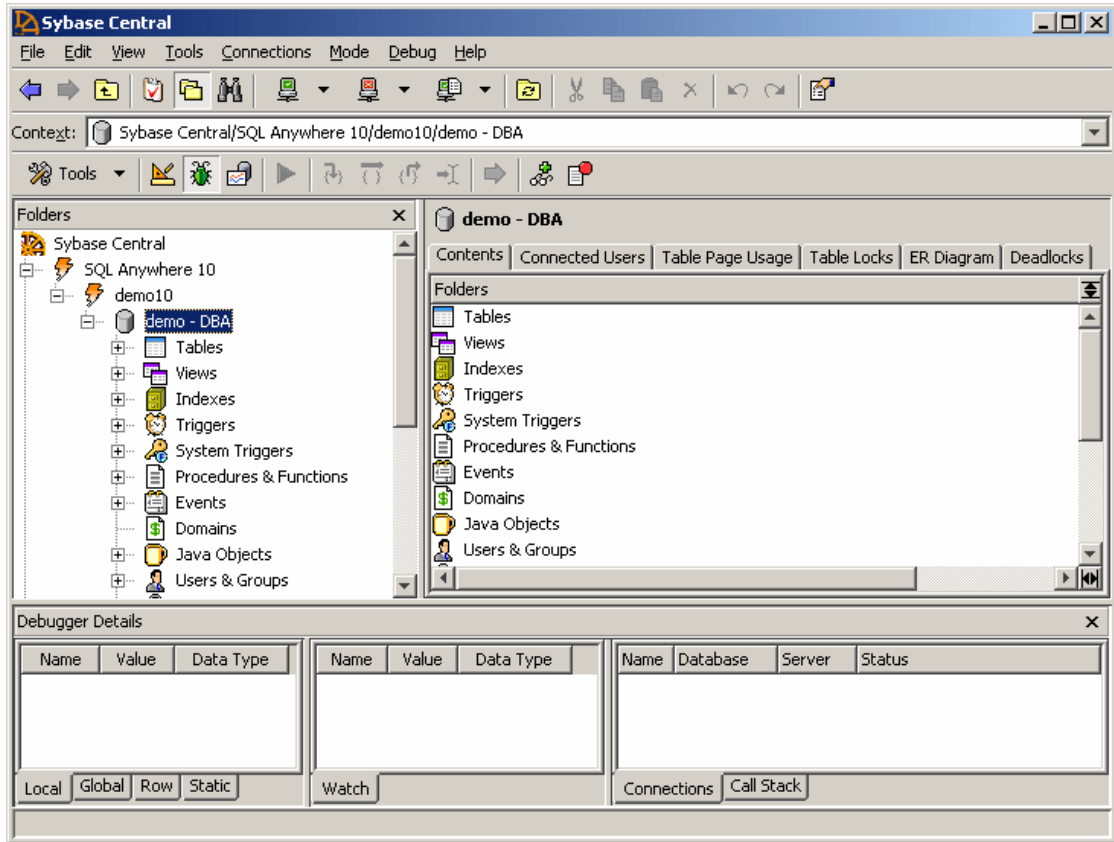 Sybase Central
File Edit View Tools Connections Mode Debug Help
Context: Sybase Central/SQL Anywhere 10/demo10/demo - DBA
Tools
Folders
Sybase Central
SQL Anywhere 10
demo10
demo - DBA
Tables
Views
Indexes
Triggers
System Triggers
Procedures & Functions
Events
Domains
Java Objects
Users & Groups
demo - DBA
Contents Connected Users Table Page Usage Table Locks ER Diagram Deadlocks
Folders
Tables
Views
Indexes
Triggers
System Triggers
Procedures & Functions
Events
Domains
Java Objects
Users & Groups
Debugger Details
Name Value Data Type
Local Global Row Static
Name Value Data Type
Watch
Name Database Server Status
Connections Call Stack